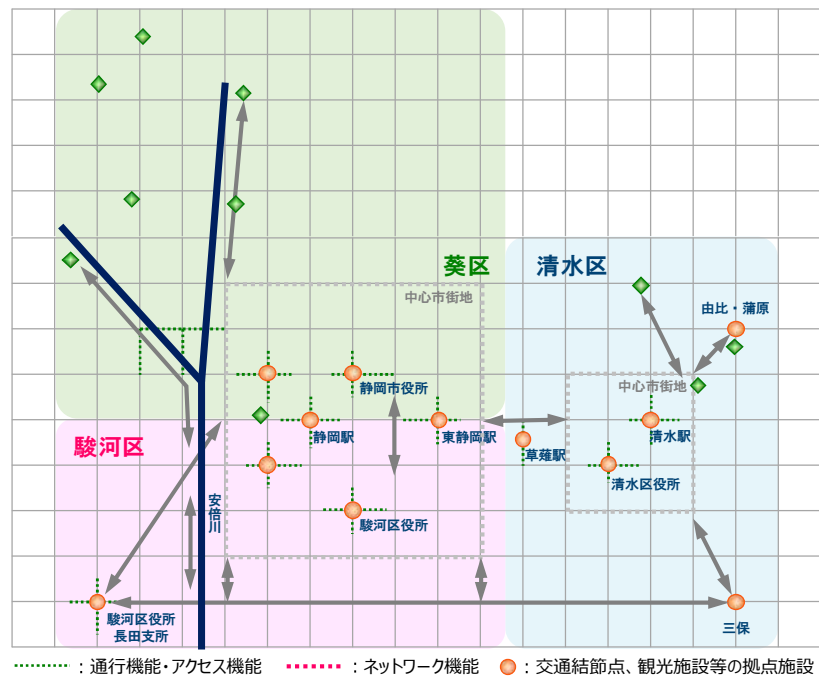 葵区
清水区
中心市街地
由比・蒲原
中心市街地
静岡市役所
駿河区
静岡駅
東静岡駅
草薙駅
清水駅
清水区役所
安倍川
駿河区役所
駿河区役所
長田支所
三保
：通行機能・アクセス機能
：ネットワーク機能
：交通結節点、観光施設等の拠点施設